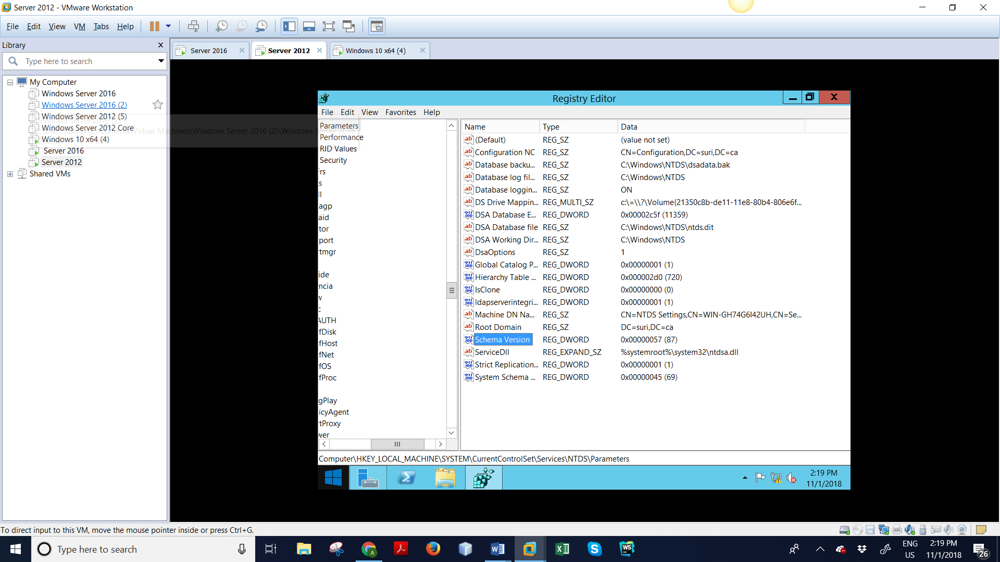 Server 2012 - VMware Workstation
File Edit View VM Tabs Help
Library
Type here to search
My Computer
Windows Server 2016
Windows Server 2016 (2)
Windows Server 2012 (5)
Windows Server 2012 Core
Windows 10 x64 (4)
Server 2016
Server 2012
Shared VMs
Server 2016
Server 2012
Windows 10 x64 (4)
Registry Editor
File Edit View Favorites Help
Parameters
Performance
RID Values
Security
rs
s
ll
agp
aid
tor
port
tmgr
ide
mcia
w
AUTH
fDisk
fHost
fNet
fOS
fProc
gPlay
icyAgent
tProxy
wer
Name Type Data
(Default) REG_SZ (value not set)
Configuration NC REG_SZ CN=Configuration,DC=suri,DC=ca
Database backu... REG_SZ C:\Windows\NTDS\dsadata.bak
Database log fil... REG_SZ C:\Windows\NTDS
Database loggin... REG_SZ ON
DS Drive Mappin... REG_MULTI_SZ c:\=\\?\Volume{21350c8b-de11-11e8-80b4-806e6f...
DSA Database E... REG_DWORD 0x00002c5f (11359)
DSA Database file REG_SZ C:\Windows\NTDS\ntds.dit
DSA Working Dir... REG_SZ C:\Windows\NTDS
DsaOptions REG_SZ 1
Global Catalog P... REG_DWORD 0x00000001 (1)
Hierarchy Table ... REG_DWORD 0x000002d0 (720)
IsClone REG_DWORD 0x00000000 (0)
ldapserverintegri... REG_DWORD 0x00000001 (1)
Machine DN Na... REG_SZ CN=NTDS Settings,CN=WIN-GH74G6I42UH,CN=Se...
Root Domain REG_SZ DC=suri,DC=ca
Schema Version REG_DWORD 0x00000057 (87)
ServiceDll REG_EXPAND_SZ %systemroot%\system32\ntdsa.dll
Strict Replication... REG_DWORD 0x00000001 (1)
System Schema ... REG_DWORD 0x00000045 (69)
Computer\HKEY_LOCAL_MACHINE\SYSTEM\CurrentControlSet\Services\NTDS\Parameters
2:19 PM
11/1/2018
To direct input to this VM, move the mouse pointer inside or press Ctrl+G.
Type here to search
ENG
US
2:19 PM
11/1/2018
26